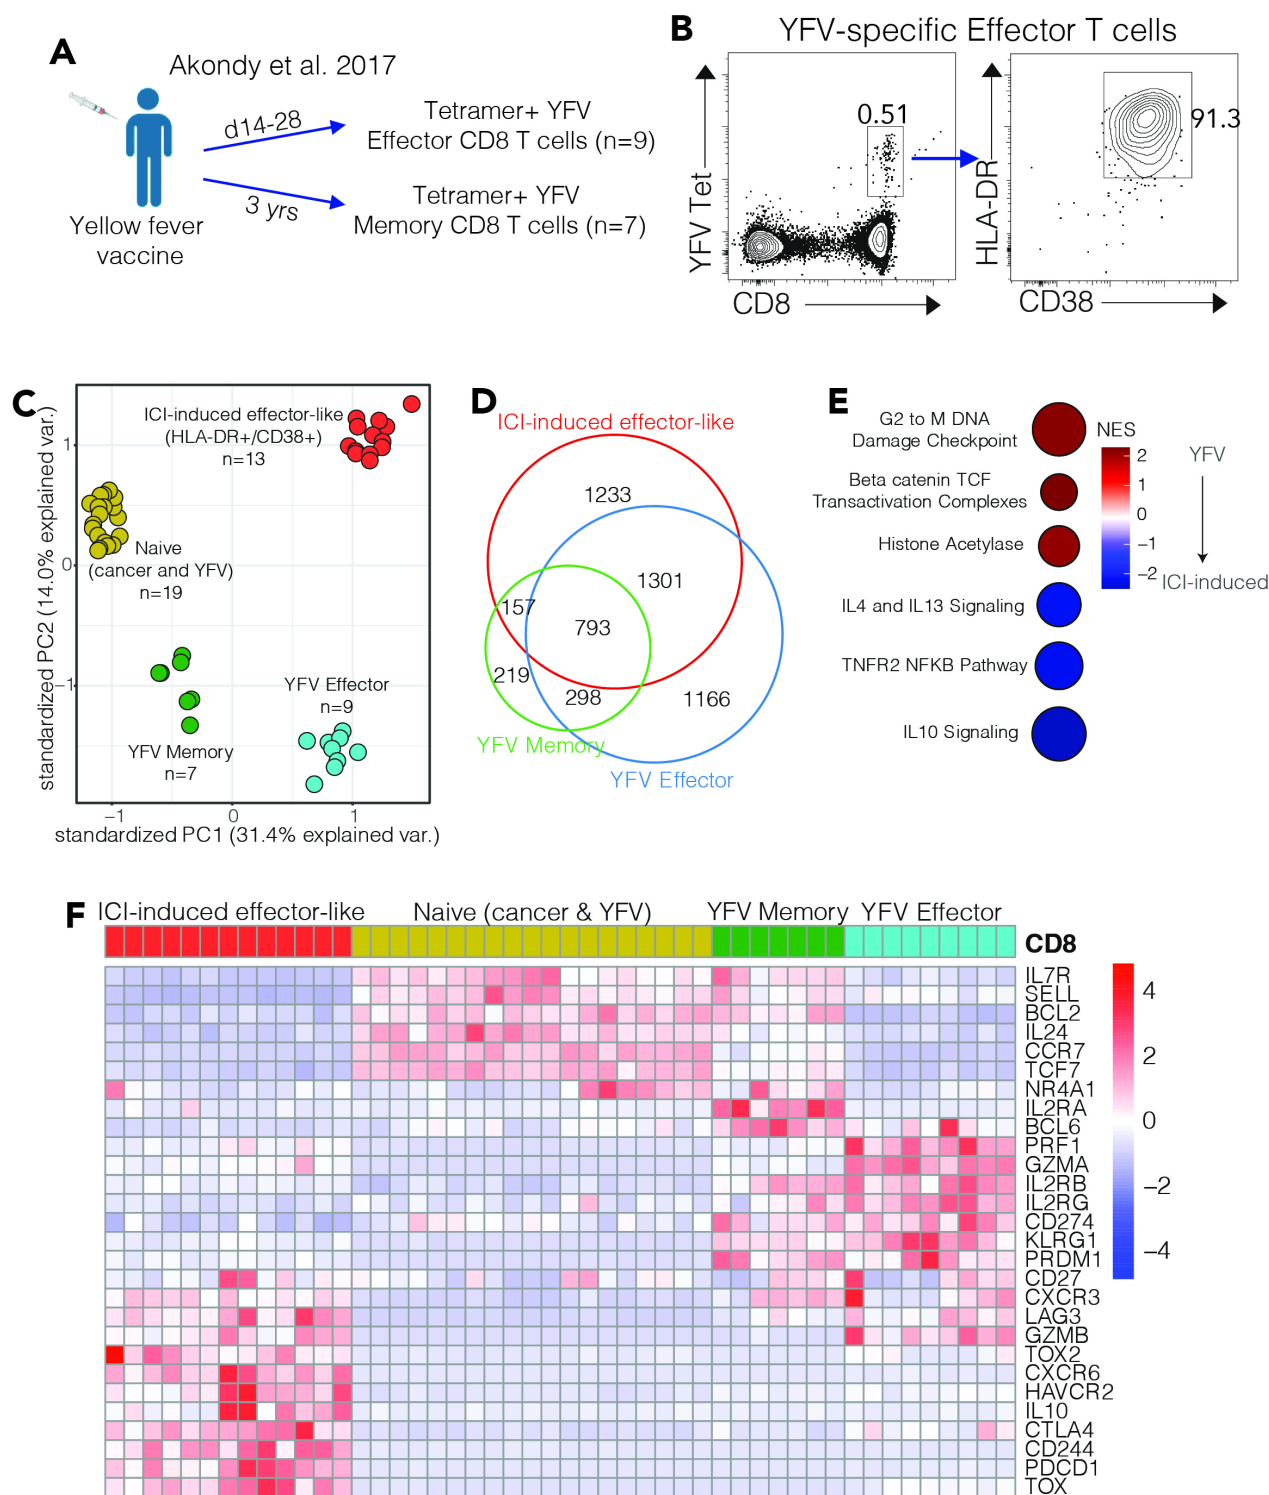 A
Akondy et al. 2017
d14-28
Tetramer+ YFV
Effector CD8 T cells (n=9)
3 yrs
Tetramer+ YFV
Memory CD8 T cells (n=7)
Yellow fever
vaccine
B
YFV-specific Effector T cells
0.51
YFV Tet
CD8
91.3
HLA-DR
CD38
C
ICI-induced effector-like
(HLA-DR+/CD38+)
n=13
Naive
(cancer and YFV)
n=19
YFV Effector
n=9
YFV Memory
n=7
1
0
−1
−1 0 1
standardized PC2 (14.0% explained var.)
standardized PC1 (31.4% explained var.)
D
ICI-induced effector-like
1233
1301
157
793
219
298
1166
YFV Memory
YFV Effector
E
G2 to M DNA
Damage Checkpoint
Beta catenin TCF
Transactivation Complexes
Histone Acetylase
IL4 and IL13 Signaling
TNFR2 NFKB Pathway
IL10 Signaling
NES
2
1
0
−1
−2
YFV
ICI-induced
F
ICI-induced effector-like Naive (cancer & YFV) YFV Memory YFV Effector
CD8
IL7R
SELL
BCL2
IL24
CCR7
TCF7
NR4A1
IL2RA
BCL6
PRF1
GZMA
IL2RB
IL2RG
CD274
KLRG1
PRDM1
CD27
CXCR3
LAG3
GZMB
TOX2
CXCR6
HAVCR2
IL10
CTLA4
CD244
PDCD1
TOX
4
2
0
−2
−4